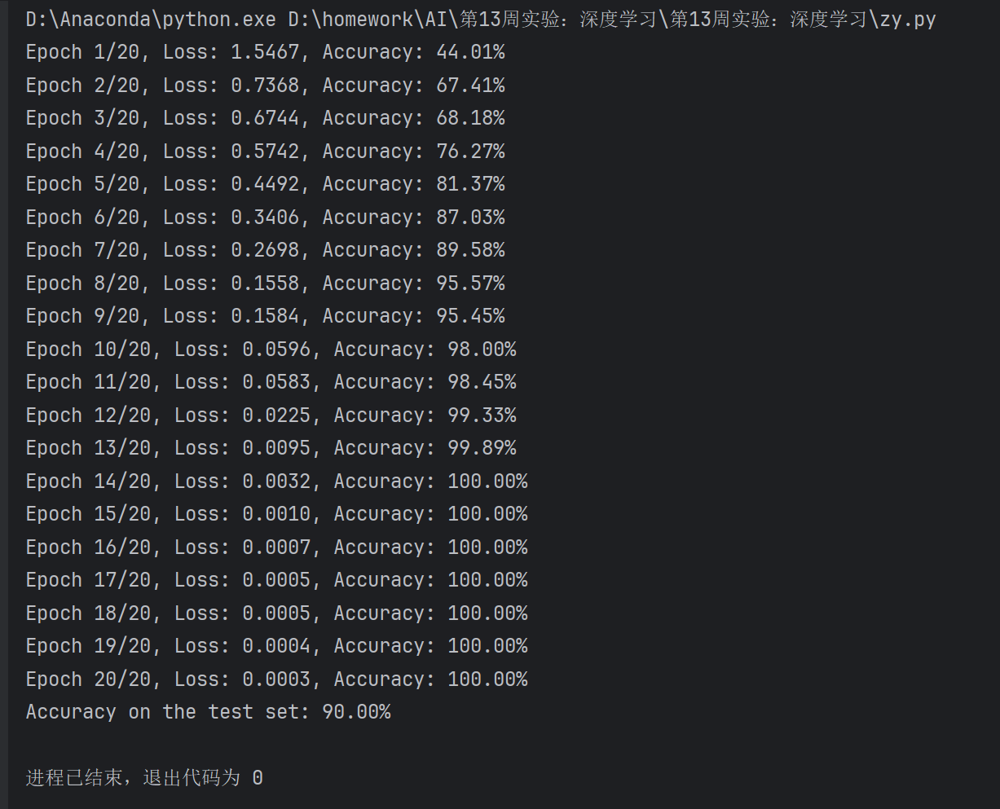 D:\Anaconda\python.exe D:\homework\AI\第13周实验：深度学习\第13周实验：深度学习\zy.py
Epoch 1/20, Loss: 1.5467, Accuracy: 44.01%
Epoch 2/20, Loss: 0.7368, Accuracy: 67.41%
Epoch 3/20, Loss: 0.6744, Accuracy: 68.18%
Epoch 4/20, Loss: 0.5742, Accuracy: 76.27%
Epoch 5/20, Loss: 0.4492, Accuracy: 81.37%
Epoch 6/20, Loss: 0.3406, Accuracy: 87.03%
Epoch 7/20, Loss: 0.2698, Accuracy: 89.58%
Epoch 8/20, Loss: 0.1558, Accuracy: 95.57%
Epoch 9/20, Loss: 0.1584, Accuracy: 95.45%
Epoch 10/20, Loss: 0.0596, Accuracy: 98.00%
Epoch 11/20, Loss: 0.0583, Accuracy: 98.45%
Epoch 12/20, Loss: 0.0225, Accuracy: 99.33%
Epoch 13/20, Loss: 0.0095, Accuracy: 99.89%
Epoch 14/20, Loss: 0.0032, Accuracy: 100.00%
Epoch 15/20, Loss: 0.0010, Accuracy: 100.00%
Epoch 16/20, Loss: 0.0007, Accuracy: 100.00%
Epoch 17/20, Loss: 0.0005, Accuracy: 100.00%
Epoch 18/20, Loss: 0.0005, Accuracy: 100.00%
Epoch 19/20, Loss: 0.0004, Accuracy: 100.00%
Epoch 20/20, Loss: 0.0003, Accuracy: 100.00%
Accuracy on the test set: 90.00%
进程已结束，退出代码为 0